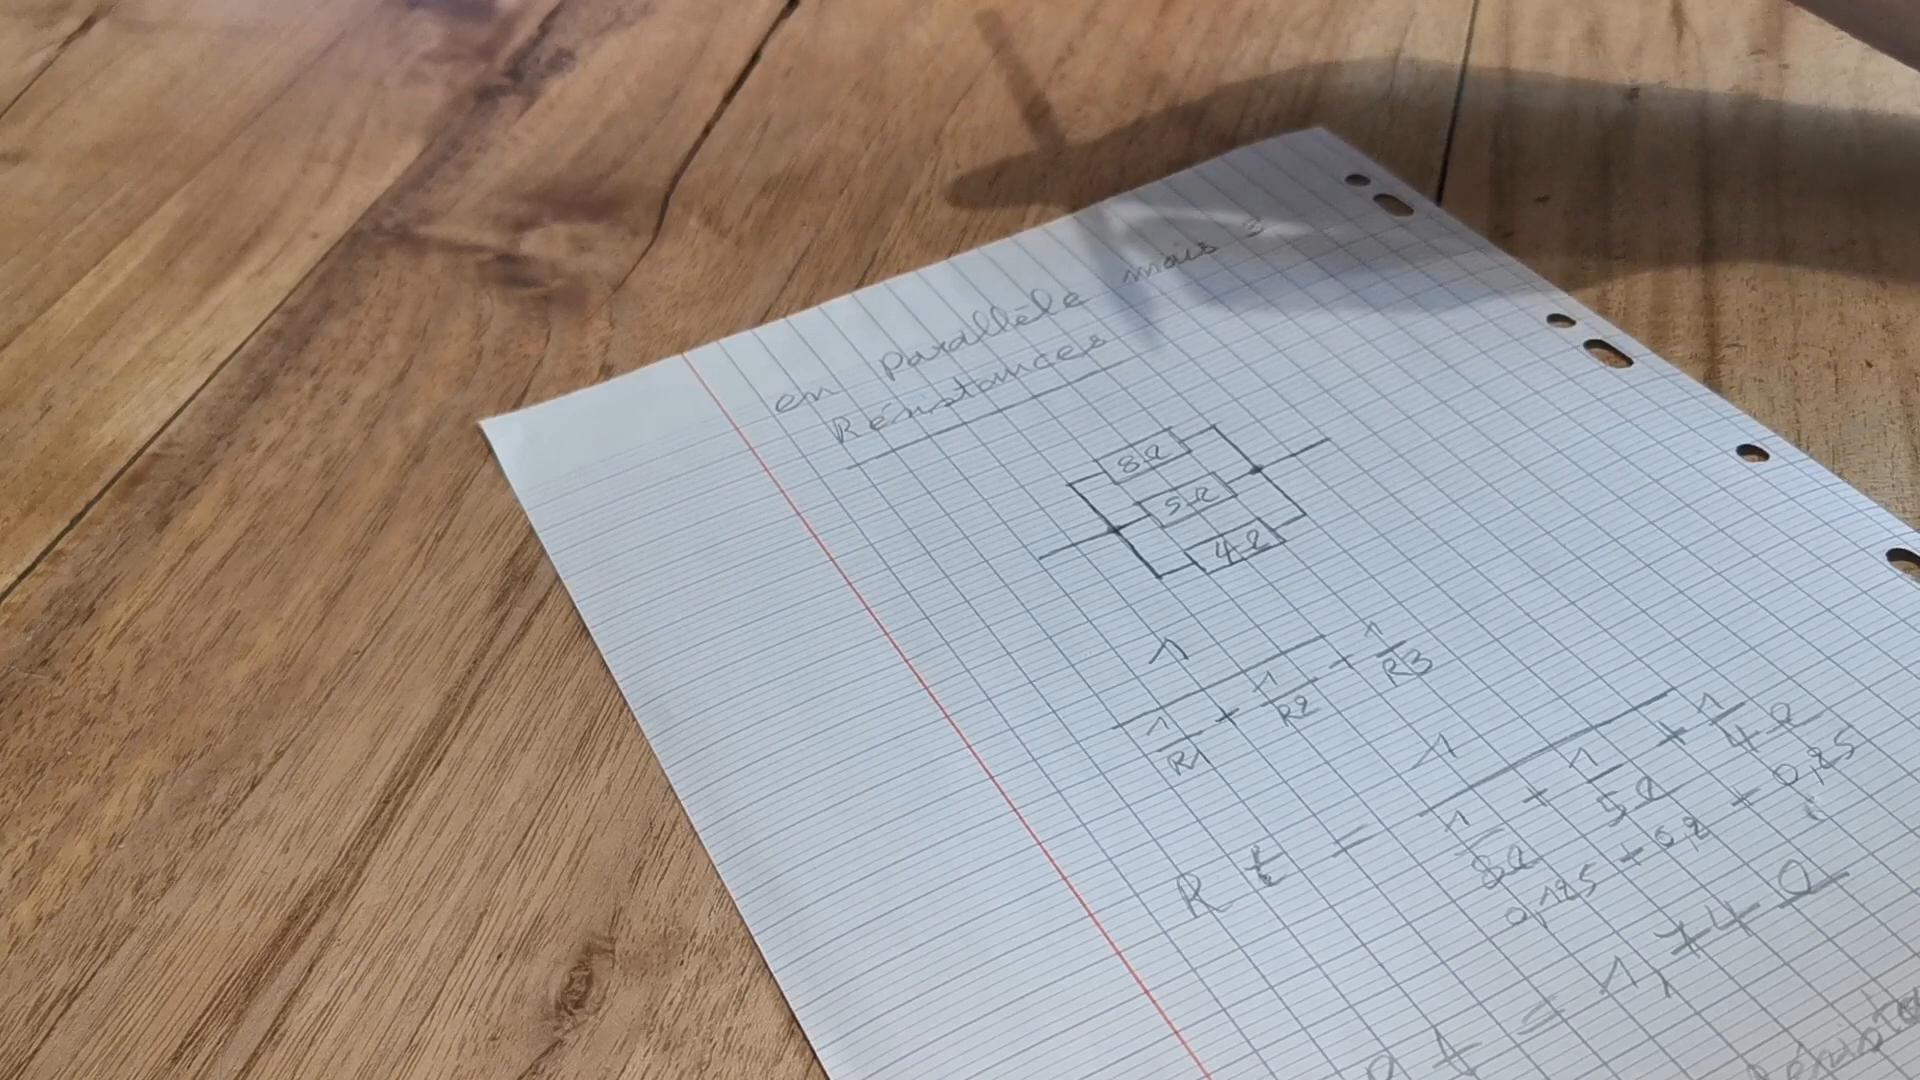 en parallèle mais 3
Résistances
8Ω
5Ω
4Ω
1
1/R1 + 1/R2 + 1/R3
1
Rt = 1/8Ω + 1/5Ω + 1/4Ω
0,125 + 0,2 + 0,25
Rt = 1,74 Ω